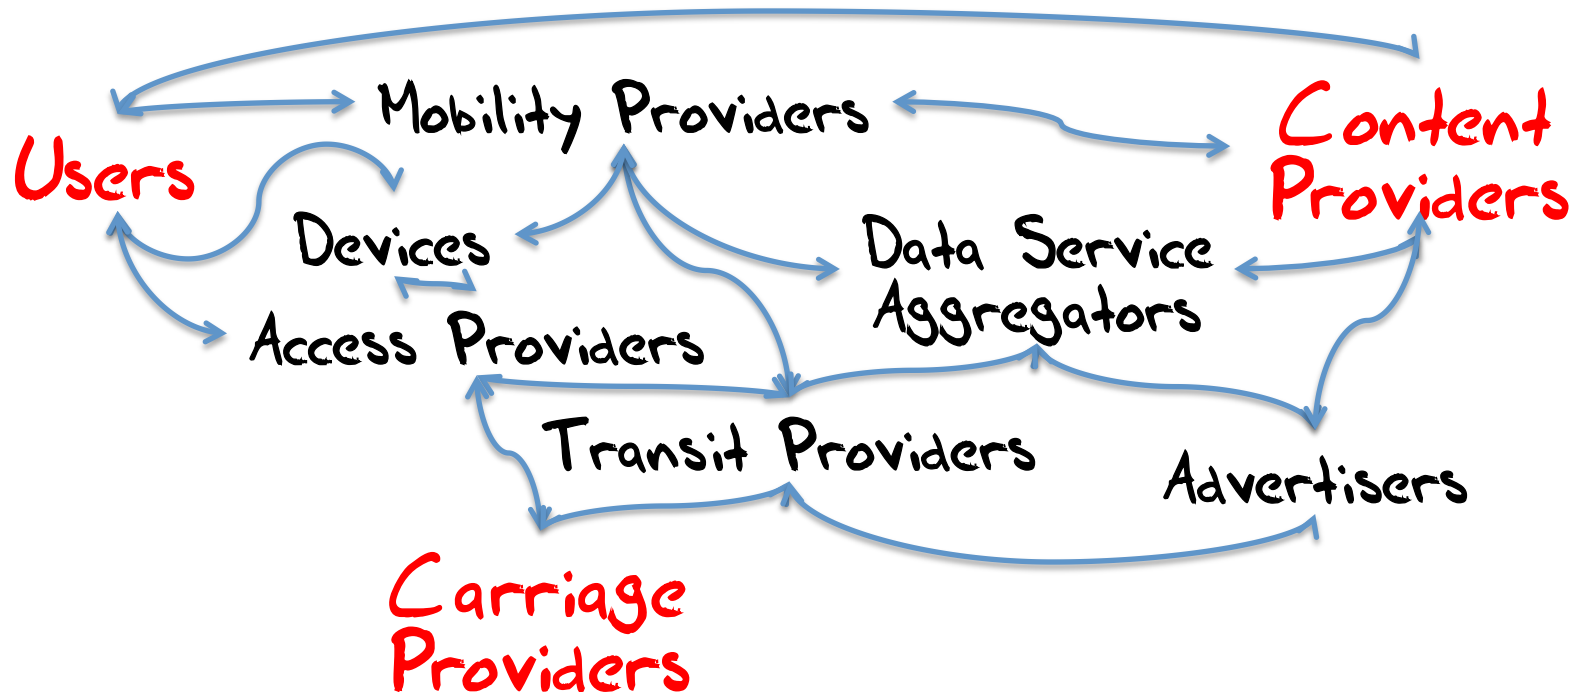 Mobility Providers
Content
Providers
Users
Devices
Data Service
Aggregators
Access Providers
Transit Providers
Advertisers
Carriage
Providers